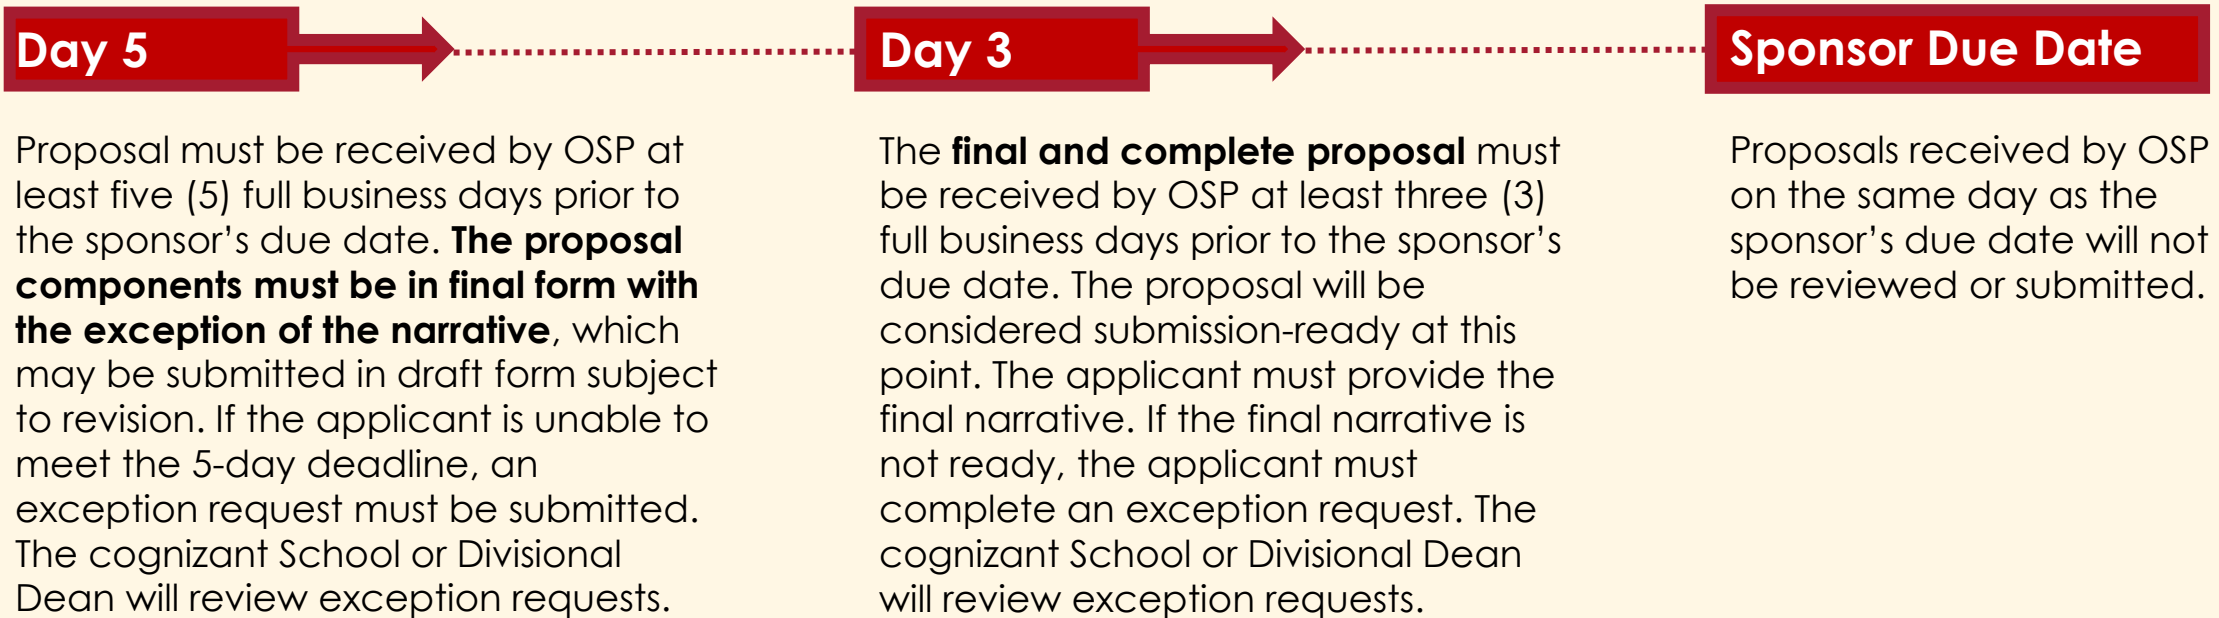 Day 5
Proposal must be received by OSP at
least five (5) full business days prior to
the sponsor’s due date. The proposal
components must be in final form with
the exception of the narrative, which
may be submitted in draft form subject
to revision. If the applicant is unable to
meet the 5-day deadline, an
exception request must be submitted.
The cognizant School or Divisional
Dean will review exception requests.
Day 3
The final and complete proposal must
be received by OSP at least three (3)
full business days prior to the sponsor’s
due date. The proposal will be
considered submission-ready at this
point. The applicant must provide the
final narrative. If the final narrative is
not ready, the applicant must
complete an exception request. The
cognizant School or Divisional Dean
will review exception requests.
Sponsor Due Date
Proposals received by OSP
on the same day as the
sponsor’s due date will not
be reviewed or submitted.